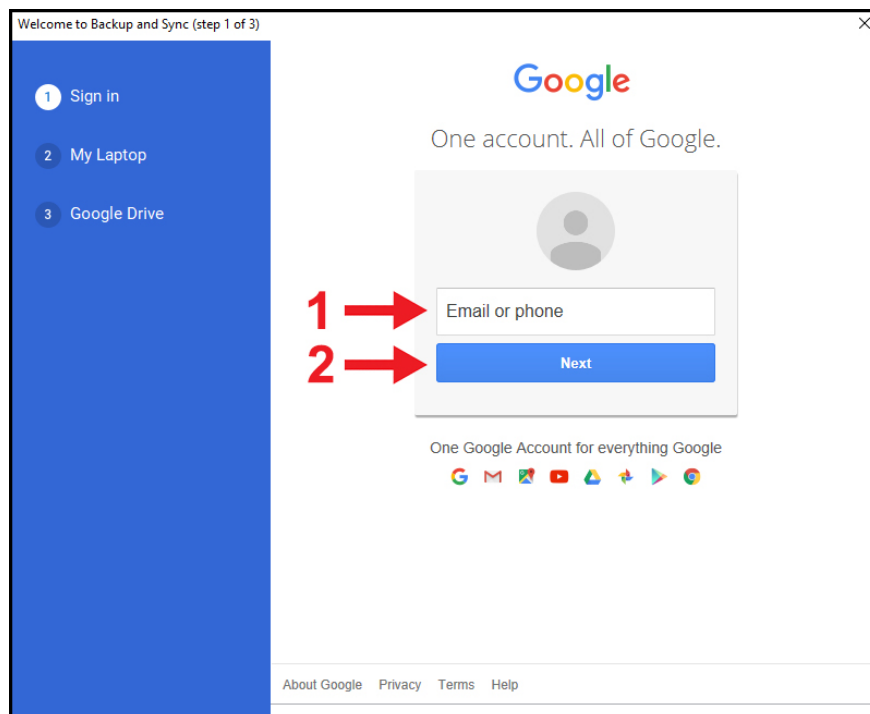 Welcome to Backup and Sync (step 1 of 3)
1 Sign in
2 My Laptop
3 Google Drive
Google
One account. All of Google.
1 Email or phone
2 Next
One Google Account for everything Google
About Google Privacy Terms Help